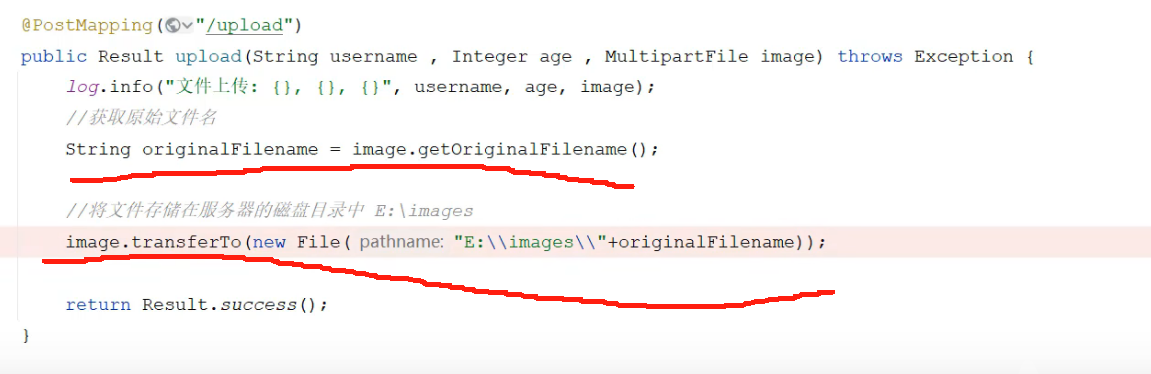 @PostMapping("/upload")
public Result upload(String username , Integer age , MultipartFile image) throws Exception {
log.info("文件上传: {}, {}, {}", username, age, image);
//获取原始文件名
String originalFilename = image.getOriginalFilename();
//将文件存储在服务器的磁盘目录中 E:\images
image.transferTo(new File( pathname: "E:\\images\\"+originalFilename));
return Result.success();
}